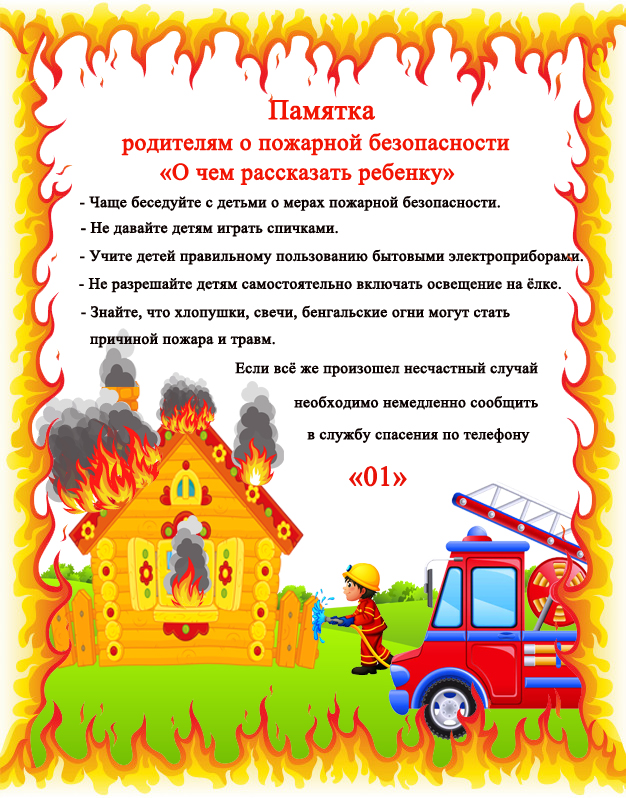 Памятка
родителям о пожарной безопасности
«О чем рассказать ребенку»
- Чаще беседуйте с детьми о мерах пожарной безопасности.
- Не давайте детям играть спичками.
- Учите детей правильному пользованию бытовыми электроприборами.
- Не разрешайте детям самостоятельно включать освещение на ёлке.
- Знайте, что хлопушки, свечи, бенгальские огни могут стать
причиной пожара и травм.
Если всё же произошел несчастный случай
необходимо немедленно сообщить
в службу спасения по телефону
«01»